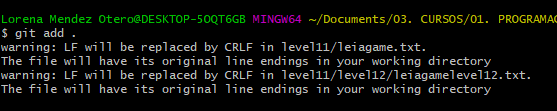 Lorena Mendez Otero@DESKTOP-5OQT6GB MINGW64 ~/Documents/03. CURSOS/01. PROGRAMAC
$ git add .
warning: LF will be replaced by CRLF in level11/leiagame.txt.
The file will have its original line endings in your working directory
warning: LF will be replaced by CRLF in level11/level12/leiagamelevel12.txt.
The file will have its original line endings in your working directory